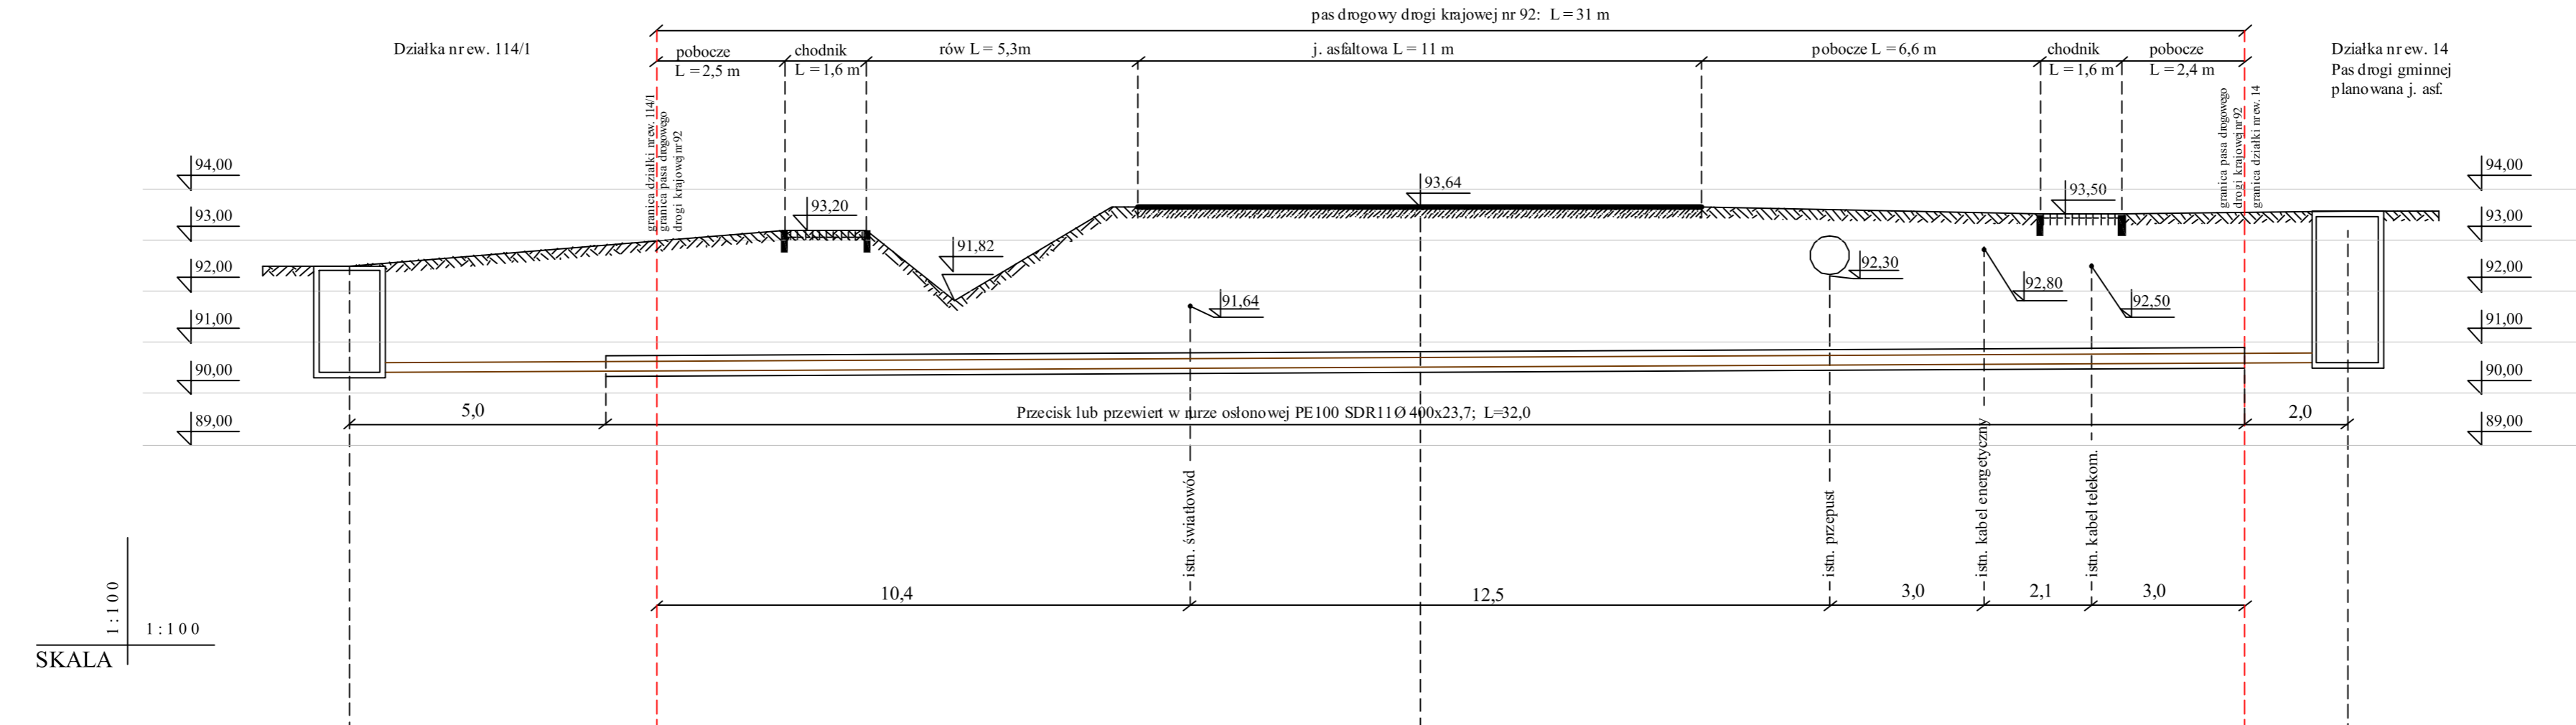 pas drogowy drogi krajowej nr 92: L = 31 m
Działka nr ew. 114/1
pobocze
L = 2,5 m
chodnik
L = 1,6 m
rów L = 5,3m
j. asfaltowa L = 11 m
pobocze L = 6,6 m
chodnik
L = 1,6 m
pobocze
L = 2,4 m
Działka nr ew. 14
Pas drogi gminnej
planowana j. asf.
granica działki nr ew. 114/1
granica pasa drogowego
drogi krajowej nr 92
granica pasa drogowego
drogi krajowej nr 92
granica działki nr ew. 14
94,00
93,00
92,00
91,00
90,00
89,00
93,20
91,82
93,64
91,64
92,30
92,80
92,50
93,50
94,00
93,00
92,00
91,00
90,00
89,00
5,0
Przecisk lub przewiert w rurze osłonowej PE100 SDR11 Ø 400x23,7; L=32,0
2,0
istn. światłowód
istn. przepust
istn. kabel energetyczny
istn. kabel telekom.
10,4
12,5
3,0
2,1
3,0
1:100
1:100
SKALA